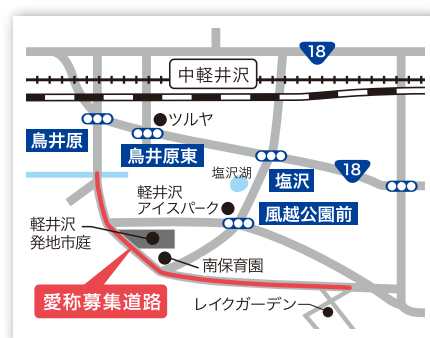 18
中軽井沢
ツルヤ
鳥井原
鳥井原東
塩沢湖
塩沢
18
軽井沢
アイスパーク
風越公園前
軽井沢
発地市庭
南保育園
愛称募集道路
レイクガーデン